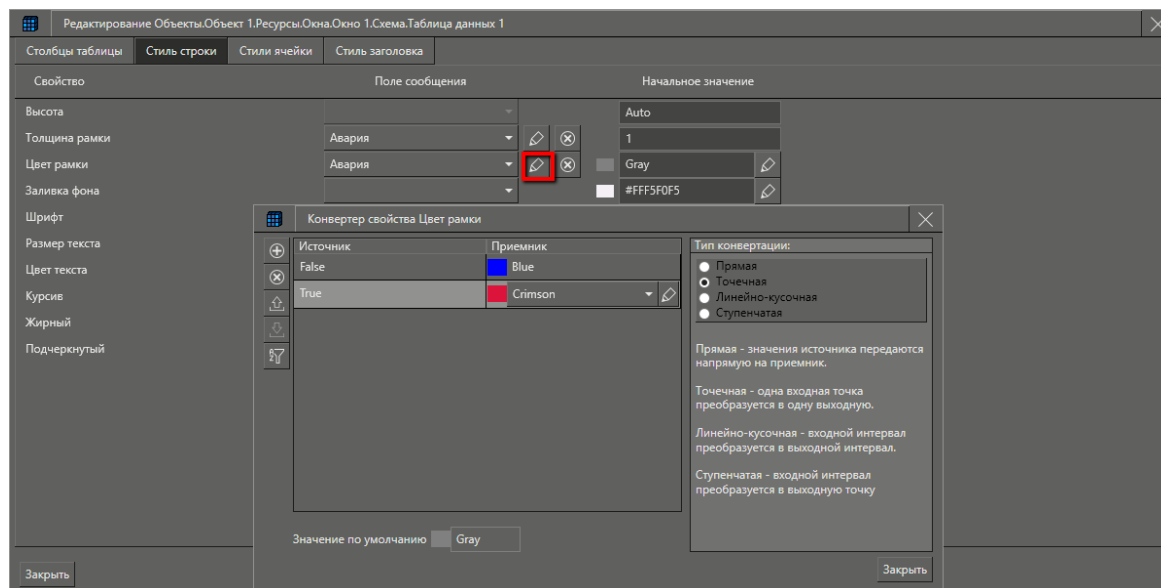 Редактирование Объекты.Объект 1.Ресурсы.Окна.Окно 1.Схема.Таблица данных 1
Столбцы таблицы Стиль строки Стили ячейки Стиль заголовка
Свойство Поле сообщения Начальное значение
Высота Auto
Толщина рамки Авария 1
Цвет рамки Авария Gray
Заливка фона #FFF5F0F5
Шрифт
Размер текста
Цвет текста
Курсив
Жирный
Подчеркнутый
Конвертер свойства Цвет рамки
Источник Приемник
False Blue
True Crimson
Тип конвертации:
Прямая
Точечная
Линейно-кусочная
Ступенчатая
Прямая - значения источника передаются
напрямую на приемник.
Точечная - одна входная точка
преобразуется в одну выходную.
Линейно-кусочная - входной интервал
преобразуется в выходной интервал.
Ступенчатая - входной интервал
преобразуется в выходную точку
Значение по умолчанию Gray
Закрыть
Закрыть